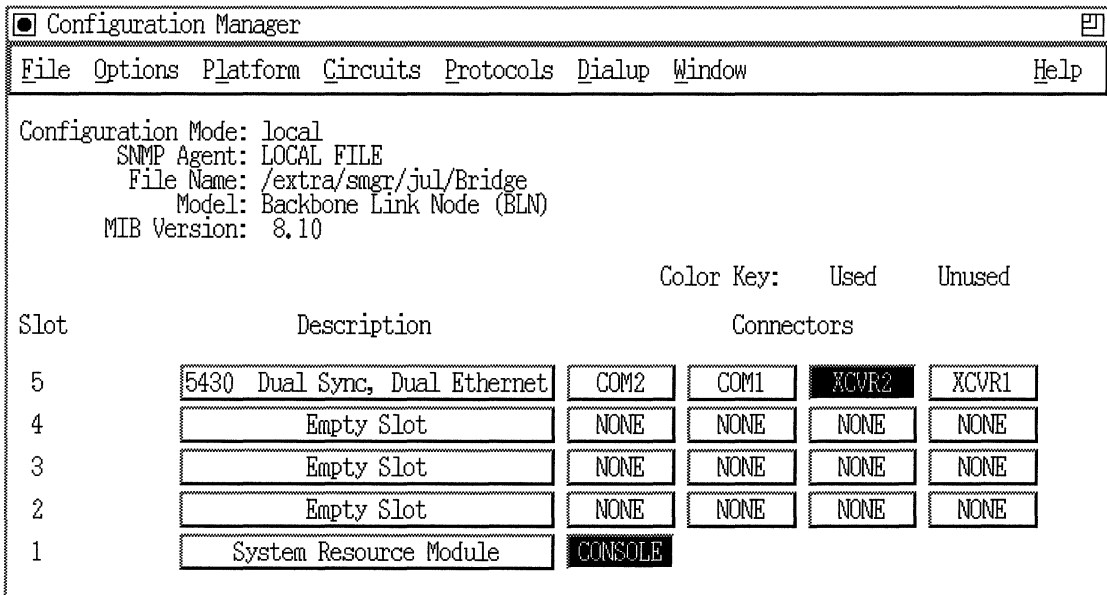 Configuration Manager
File Options Platform Circuits Protocols Dialup Window Help
Configuration Mode: local
SNMP Agent: LOCAL FILE
File Name: /extra/smgr/jul/Bridge
Model: Backbone Link Node (BLN)
MIB Version: 8.10
Color Key: Used Unused
Slot Description Connectors
5 5430 Dual Sync, Dual Ethernet COM2 COM1 XCVR2 XCVR1
4 Empty Slot NONE NONE NONE NONE
3 Empty Slot NONE NONE NONE NONE
2 Empty Slot NONE NONE NONE NONE
1 System Resource Module CONSOLE